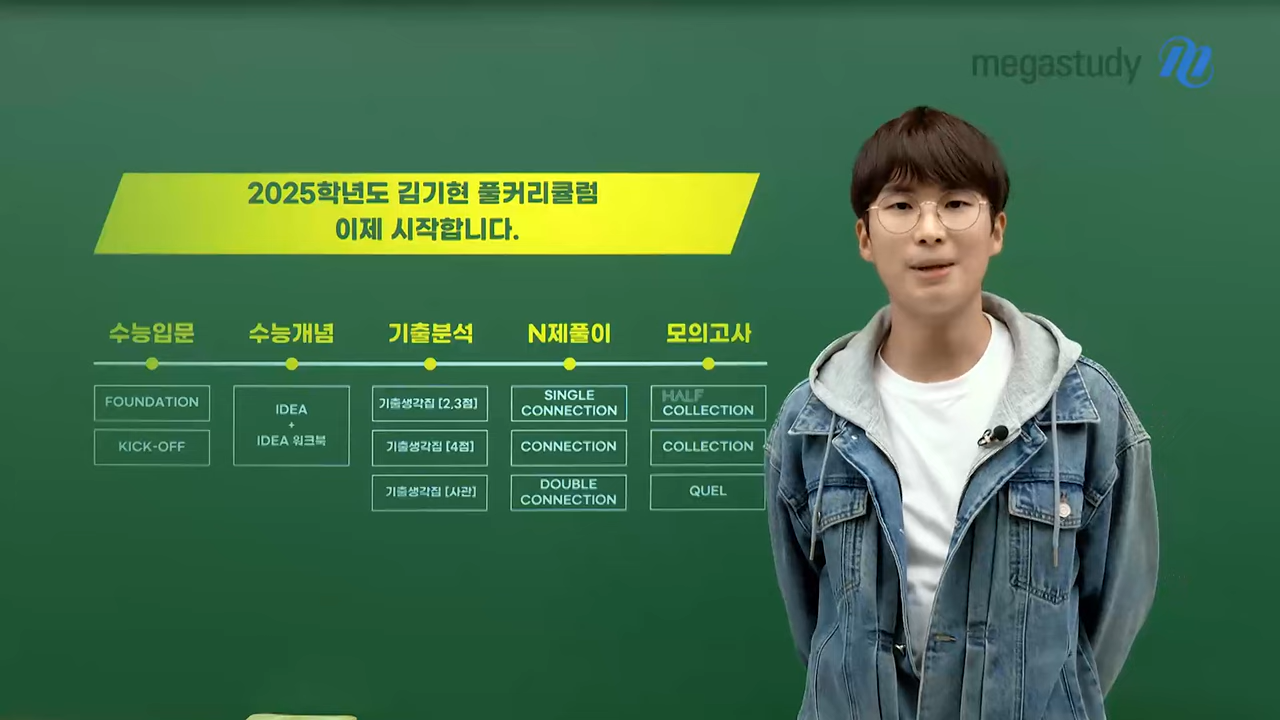 megastudy
2025학년도 김기현 풀커리큘럼
이제 시작합니다.
수능입문
FOUNDATION
KICK-OFF
수능개념
IDEA
+
IDEA 워크북
기출분석
기출생각집 [2,3점]
기출생각집 [4점]
기출생각집 [사관]
N제풀이
SINGLE
CONNECTION
CONNECTION
DOUBLE
CONNECTION
모의고사
HALF
COLLECTION
COLLECTION
QUEL